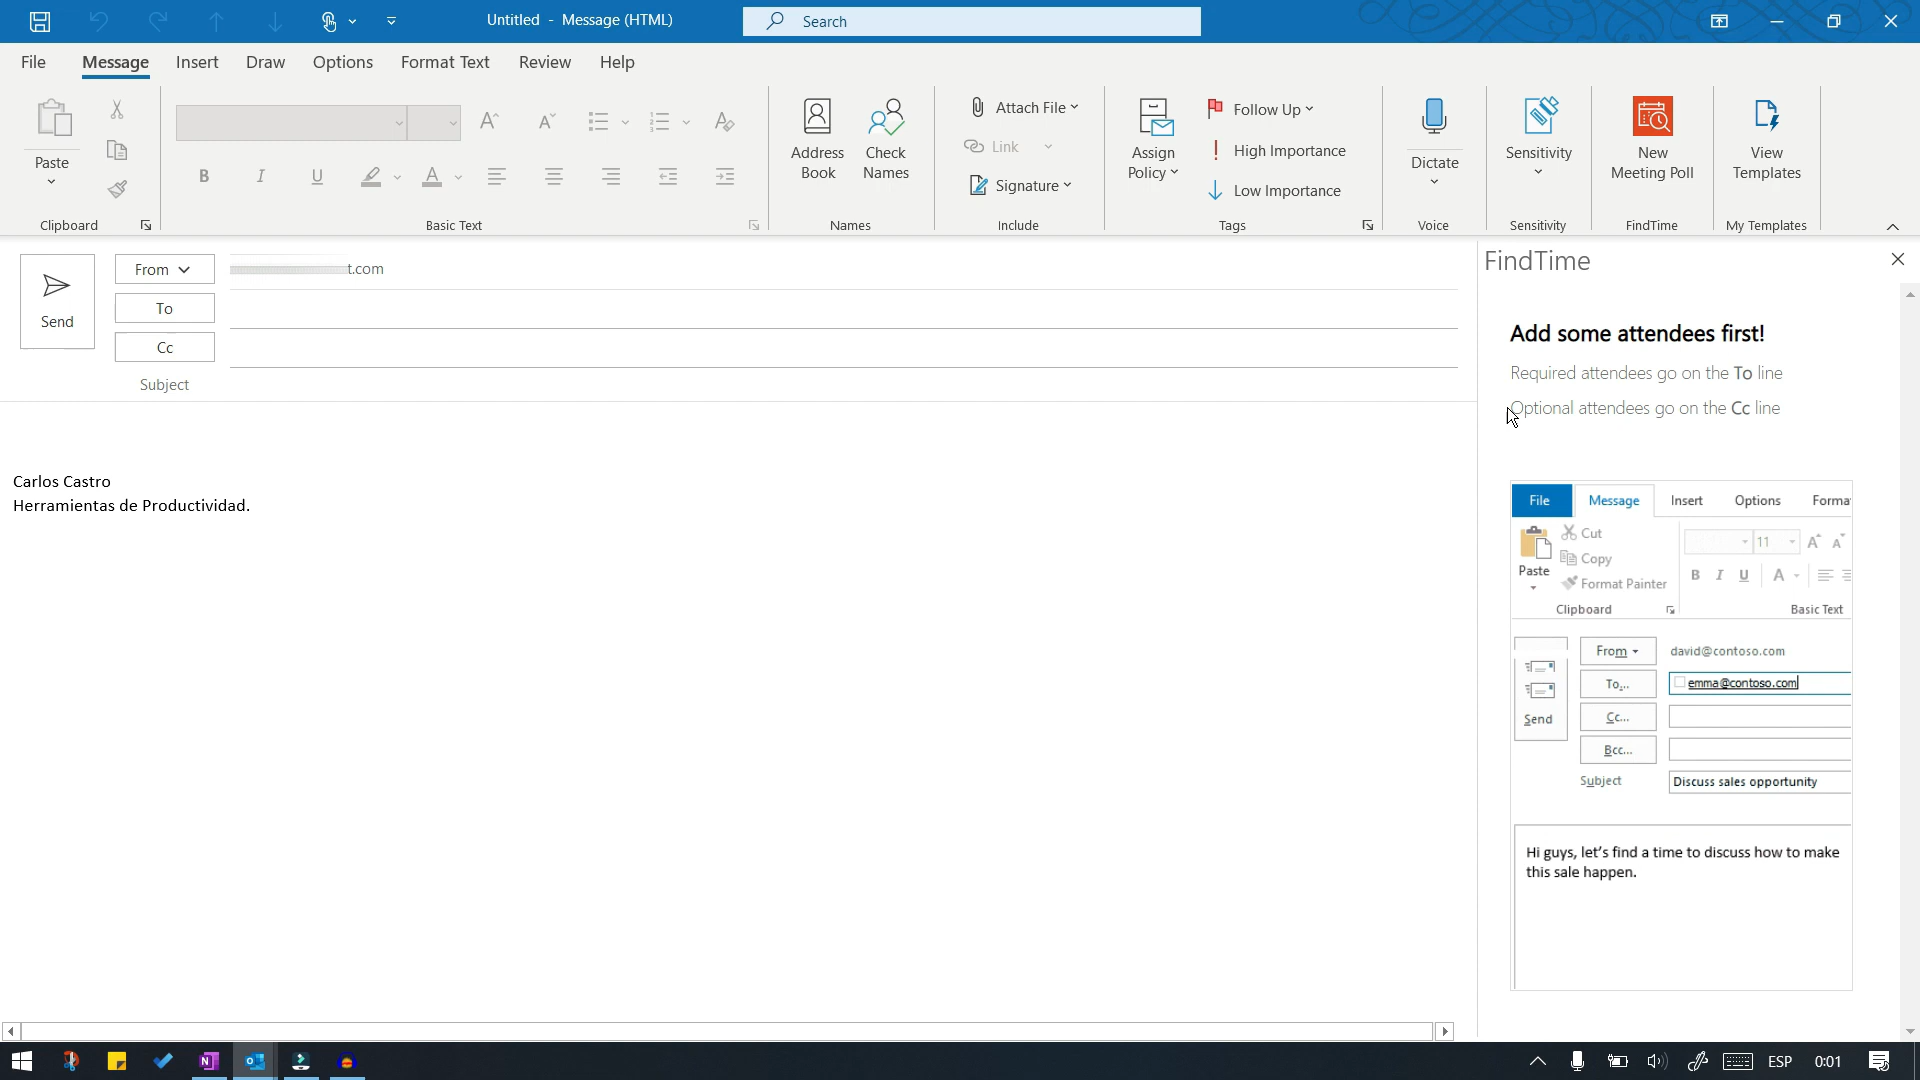 Untitled - Message (HTML)
Search
File Message Insert Draw Options Format Text Review Help
Paste
Clipboard
B I U
Basic Text
Address Book
Check Names
Names
Attach File
Link
Signature
Include
Assign Policy
Follow Up
High Importance
Low Importance
Tags
Dictate
Voice
Sensitivity
Sensitivity
New Meeting Poll
FindTime
View Templates
My Templates
Send
From
t.com
To
Cc
Subject
Carlos Castro
Herramientas de Productividad.
FindTime
Add some attendees first!
Required attendees go on the To line
Optional attendees go on the Cc line
File Message Insert Options Forma
Paste
Cut
Copy
Format Painter
Clipboard
11
B I U A
Basic Text
Send
From
david@contoso.com
To...
emma@contoso.com
Cc...
Bcc...
Subject
Discuss sales opportunity
Hi guys, let's find a time to discuss how to make
this sale happen.
ESP 0:01